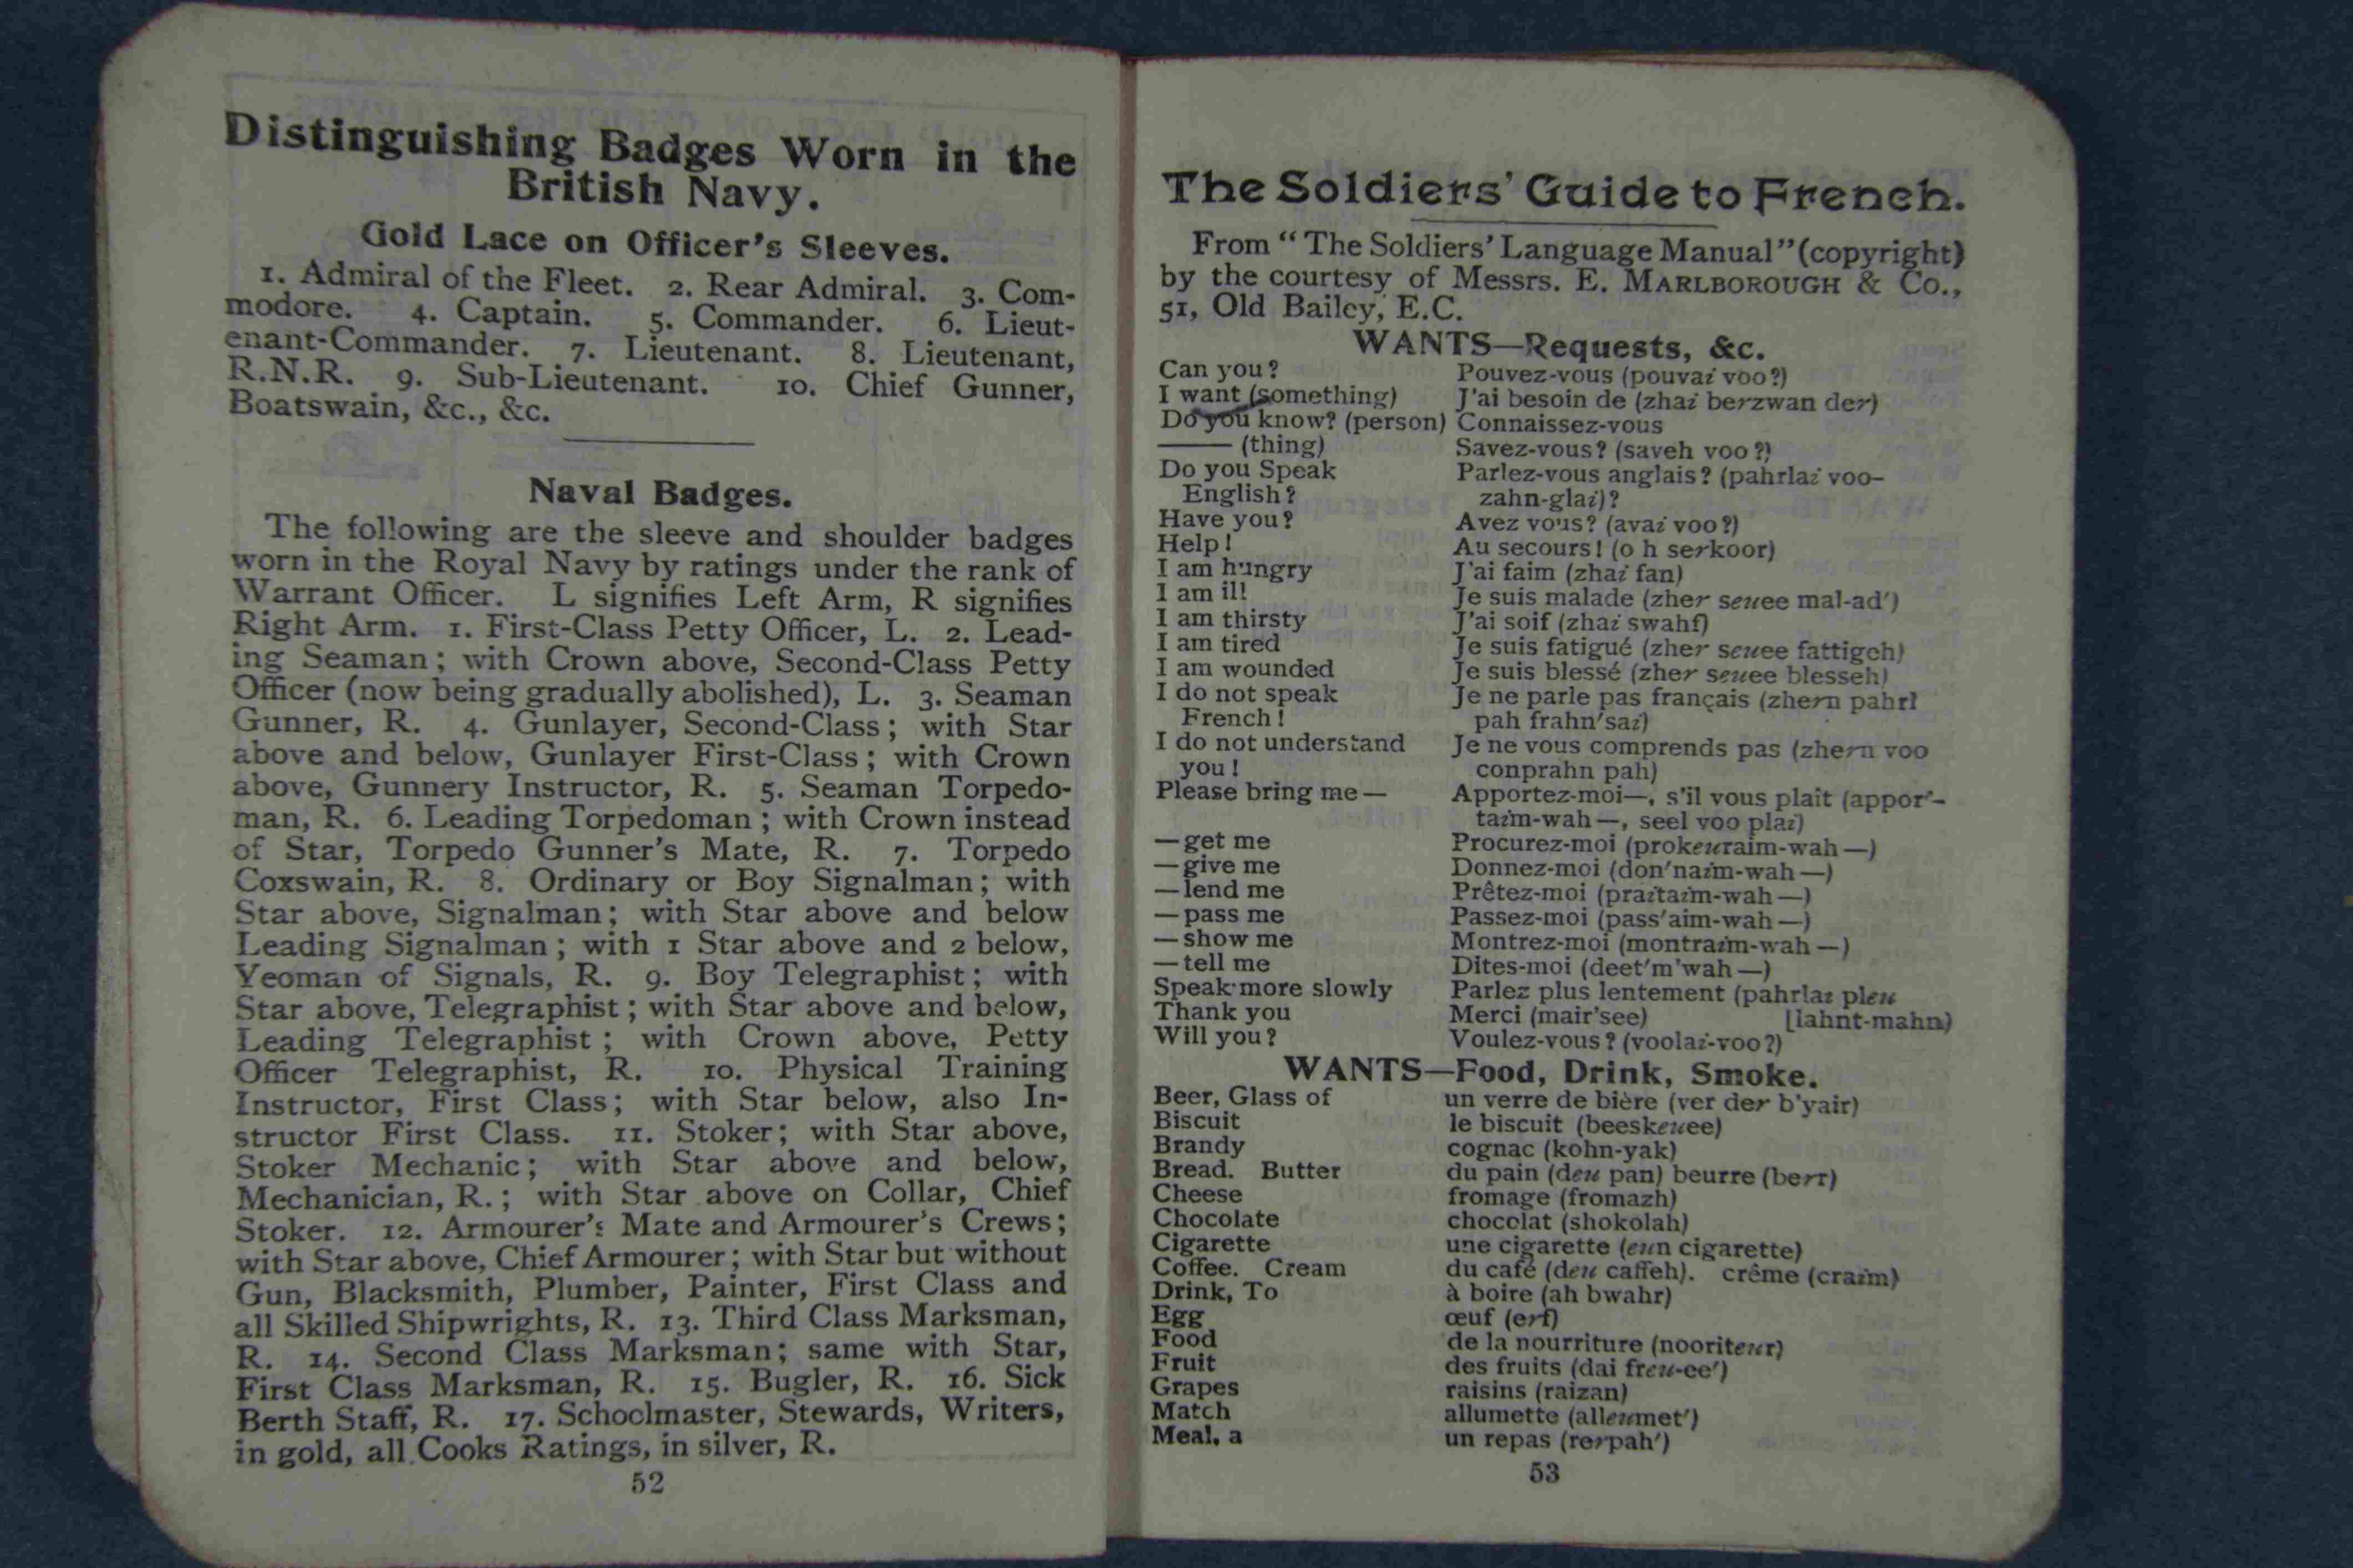 Distinguishing Badges Worn in the
British Navy.
Gold Lace on Officer's Sleeves.
1. Admiral of the Fleet. 2. Rear Admiral. 3. Com-
modore. 4. Captain. 5. Commander. 6. Lieut-
enant-Commander. 7. Lieutenant. 8. Lieutenant,
R.N.R. 9. Sub-Lieutenant. 10. Chief Gunner,
Boatswain, &c., &c.
Naval Badges.
The following are the sleeve and shoulder badges
worn in the Royal Navy by ratings under the rank of
Warrant Officer. L signifies Left Arm, R signifies
Right Arm. 1. First-Class Petty Officer, L. 2. Lead-
ing Seaman; with Crown above, Second-Class Petty
Officer (now being gradually abolished), L. 3. Seaman
Gunner, R. 4. Gunlayer, Second-Class; with Star
above and below, Gunlayer First-Class; with Crown
above, Gunnery Instructor, R. 5. Seaman Torpedo-
man, R. 6. Leading Torpedoman; with Crown instead
of Star, Torpedo Gunner's Mate, R. 7. Torpedo
Coxswain, R. 8. Ordinary or Boy Signalman; with
Star above, Signalman; with Star above and below
Leading Signalman; with 1 Star above and 2 below,
Yeoman of Signals, R. 9. Boy Telegraphist; with
Star above, Telegraphist; with Star above and below,
Leading Telegraphist; with Crown above, Petty
Officer Telegraphist, R. 10. Physical Training
Instructor, First Class; with Star below, also In-
structor First Class. 11. Stoker; with Star above,
Stoker Mechanic; with Star above and below,
Mechanician, R.; with Star above on Collar, Chief
Stoker. 12. Armourer's Mate and Armourer's Crews;
with Star above, Chief Armourer; with Star but without
Gun, Blacksmith, Plumber, Painter, First Class and
all Skilled Shipwrights, R. 13. Third Class Marksman,
R. 14. Second Class Marksman; same with Star,
First Class Marksman, R. 15. Bugler, R. 16. Sick
Berth Staff, R. 17. Schoolmaster, Stewards, Writers,
in gold, all Cooks Ratings, in silver, R.
52
The Soldiers' Guide to French.
From "The Soldiers' Language Manual" (copyright)
by the courtesy of Messrs. E. MARLBOROUGH & Co.,
51, Old Bailey, E.C.
WANTS—Requests, &c.
Can you? Pouvez-vous (pouvai voo?)
I want (something) J'ai besoin de (zhai berzwan der)
Do you know? (person) Connaissez-vous
—— (thing) Savez-vous? (saveh voo?)
Do you Speak Parlez-vous anglais? (pahrlai voo-
English? zahn-glai)?
Have you? Avez vous? (avai voo?)
Help! Au secours! (o h serkoor)
I am hungry J'ai faim (zhai fan)
I am ill! Je suis malade (zher seuee mal-ad')
I am thirsty J'ai soif (zhai swahf)
I am tired Je suis fatigué (zher seuee fattigeh)
I am wounded Je suis blessé (zher seuee blesseh)
I do not speak Je ne parle pas français (zhern pahrl
French! pah frahn'sai)
I do not understand Je ne vous comprends pas (zhern voo
you! conprahn pah)
Please bring me— Apportez-moi—, s'il vous plait (appor'-
taim-wah—, seel voo plai)
—get me Procurez-moi (prokeuraim-wah—)
—give me Donnez-moi (don'naim-wah—)
—lend me Prêtez-moi (praitaim-wah—)
—pass me Passez-moi (pass'aim-wah—)
—show me Montrez-moi (montraim-wah—)
—tell me Dites-moi (deet'm'wah—)
Speak more slowly Parlez plus lentement (pahrlai pleu
Thank you Merci (mair'see) [lahnt-mahn)
Will you? Voulez-vous? (voolai-voo?)
WANTS—Food, Drink, Smoke.
Beer, Glass of un verre de bière (ver der b'yair)
Biscuit le biscuit (beeskeuee)
Brandy cognac (kohn-yak)
Bread. Butter du pain (deu pan) beurre (berr)
Cheese fromage (fromazh)
Chocolate chocolat (shokolah)
Cigarette une cigarette (eun cigarette)
Coffee. Cream du café (deu caffeh). crême (craim)
Drink, To à boire (ah bwahr)
Egg œuf (erf)
Food de la nourriture (nooriteur)
Fruit des fruits (dai freu-ee')
Grapes raisins (raizan)
Match allumette (alleumet')
Meal, a un repas (rerpah')
53